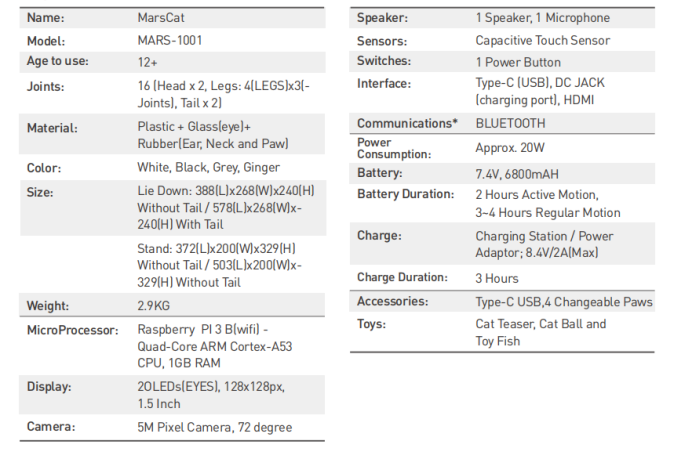 Name: MarsCat
Model: MARS-1001
Age to use: 12+
Joints: 16 (Head x 2, Legs: 4(LEGS)x3(-
Joints), Tail x 2)
Material: Plastic + Glass(eye)+
Rubber(Ear, Neck and Paw)
Color: White, Black, Grey, Ginger
Size: Lie Down: 388(L)x268(W)x240(H)
Without Tail / 578(L)x268(W)x-
240(H) With Tail
Stand: 372(L)x200(W)x329(H)
Without Tail / 503(L)x200(W)x-
329(H) Without Tail
Weight: 2.9KG
MicroProcessor: Raspberry PI 3 B(wifi) -
Quad-Core ARM Cortex-A53
CPU, 1GB RAM
Display: 2OLEDs(EYES), 128x128px,
1.5 Inch
Camera: 5M Pixel Camera, 72 degree
Speaker: 1 Speaker, 1 Microphone
Sensors: Capacitive Touch Sensor
Switches: 1 Power Button
Interface: Type-C (USB), DC JACK
(charging port), HDMI
Communications* BLUETOOTH
Power
Consumption: Approx. 20W
Battery: 7.4V, 6800mAH
Battery Duration: 2 Hours Active Motion,
3~4 Hours Regular Motion
Charge: Charging Station / Power
Adaptor; 8.4V/2A(Max)
Charge Duration: 3 Hours
Accessories: Type-C USB,4 Changeable Paws
Toys: Cat Teaser, Cat Ball and
Toy Fish